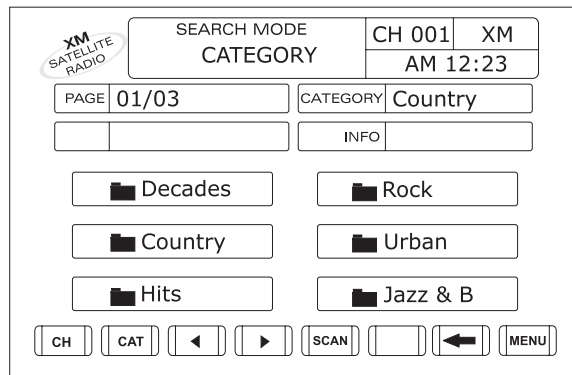 XM
SATELLITE
RADIO
SEARCH MODE
CATEGORY
CH 001 XM
AM 12:23
PAGE 01/03
CATEGORY Country
INFO
Decades Rock
Country Urban
Hits Jazz & B
CH CAT SCAN MENU